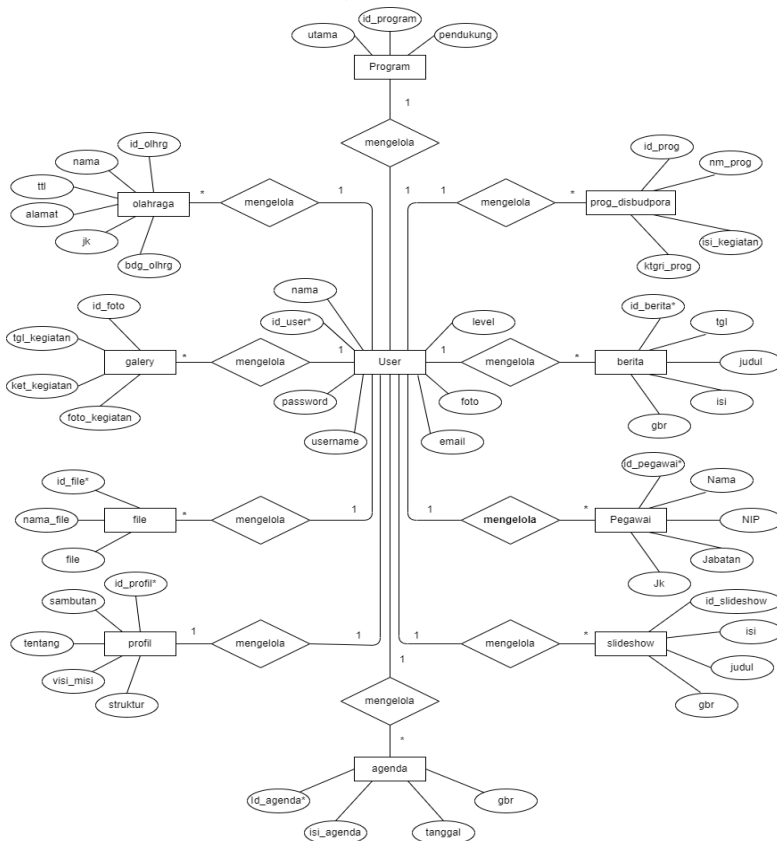 id_program
utama
pendukung
Program
1
mengelola
id_olhrg
nama
ttl
alamat
jk
bdg_olhrg
olahraga
*
mengelola
1
1
mengelola
*
prog_disbudpora
id_prog
nm_prog
isi_kegiatan
ktgri_prog
id_foto
tgl_kegiatan
ket_kegiatan
foto_kegiatan
galery
*
mengelola
1
nama
id_user*
password
username
User
level
foto
email
1
mengelola
*
berita
id_berita*
tgl
judul
isi
gbr
id_file*
nama_file
file
file
*
mengelola
1
1
mengelola
*
Pegawai
id_pegawai*
Nama
NIP
Jabatan
Jk
id_profil*
sambutan
tentang
visi_misi
struktur
profil
1
mengelola
1
1
mengelola
*
slideshow
id_slideshow
isi
judul
gbr
1
mengelola
*
agenda
Id_agenda*
isi_agenda
tanggal
gbr